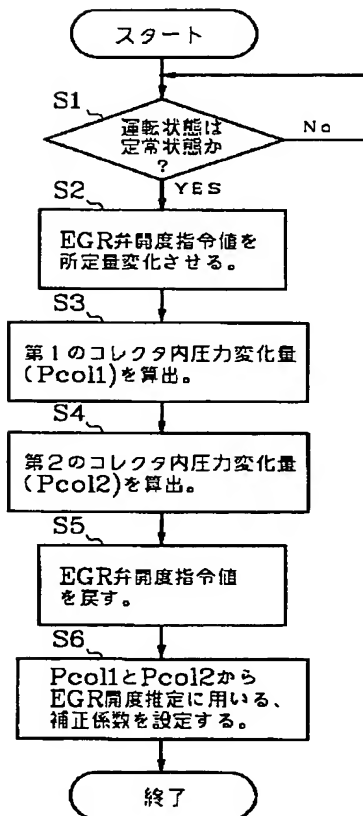 スタート
S1
運転状態は
定常状態か
?
No
YES
S2
EGR弁開度指令値を
所定量変化させる。
S3
第1のコレクタ内圧力変化量
(Pcol1)を算出。
S4
第2のコレクタ内圧力変化量
(Pcol2)を算出。
S5
EGR弁開度指令値
を戻す。
S6
Pcol1とPcol2から
EGR開度推定に用いる、
補正係数を設定する。
終了